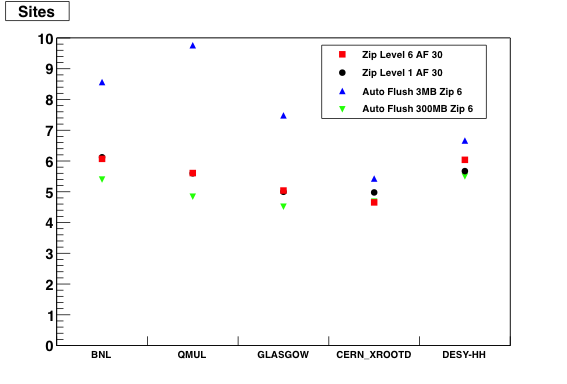 Sites
10
9
8
7
6
5
4
3
2
1
0
Zip Level 6 AF 30
Zip Level 1 AF 30
Auto Flush 3MB Zip 6
Auto Flush 300MB Zip 6
BNL QMUL GLASGOW CERN_XROOTD DESY-HH